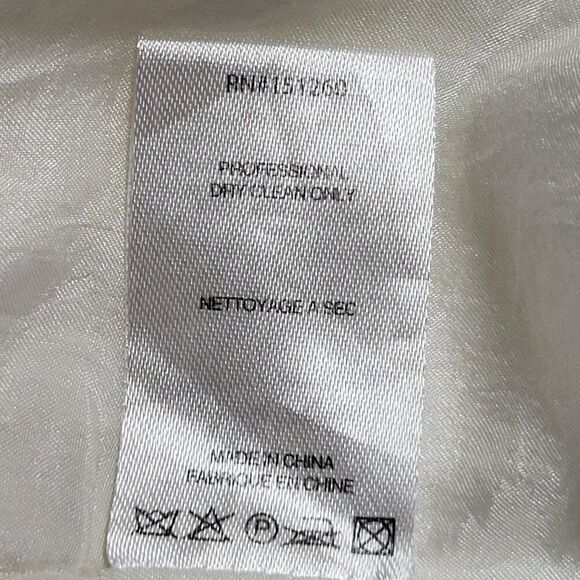 RN#151260
PROFESSIONAL
DRY CLEAN ONLY
NETTOYAGE A SEC
MADE IN CHINA
FABRIQUE EN CHINE
P